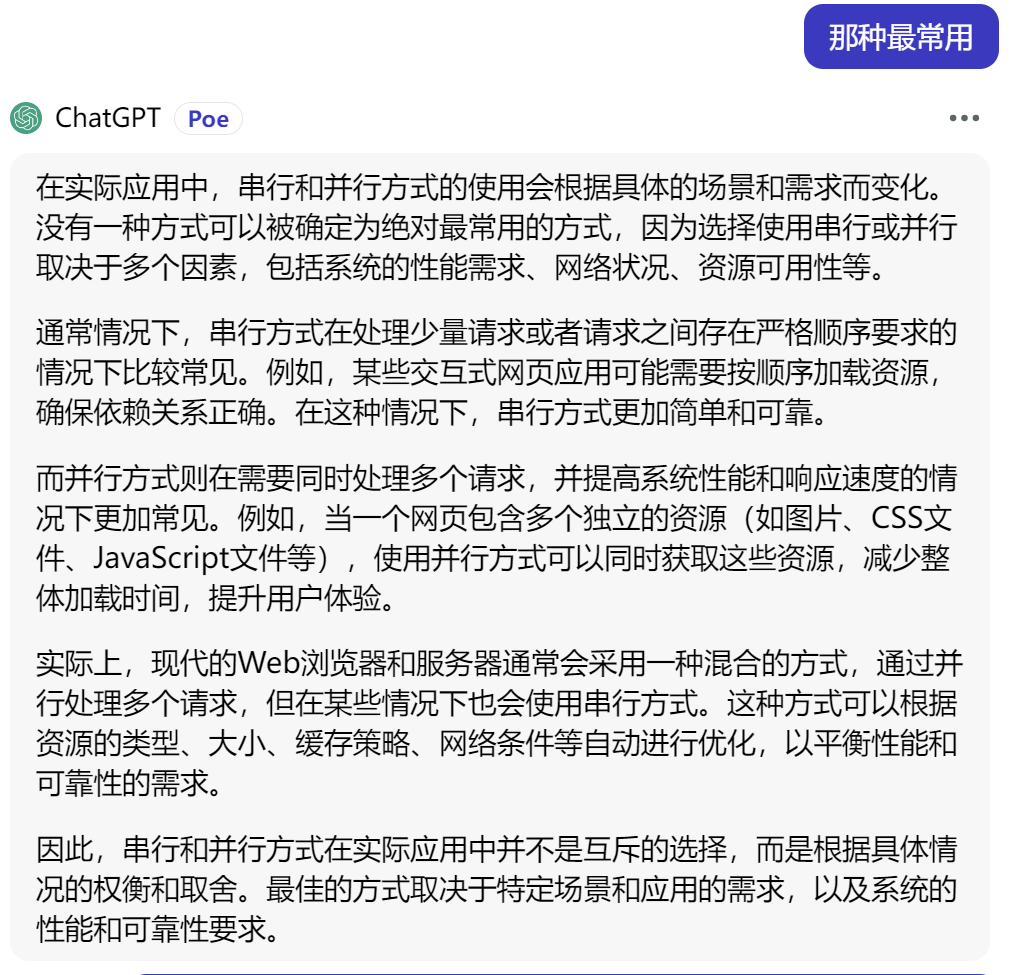 那种最常用
ChatGPT Poe
在实际应用中，串行和并行方式的使用会根据具体的场景和需求而变化。
没有一种方式可以被确定为绝对最常用的方式，因为选择使用串行或并行
取决于多个因素，包括系统的性能需求、网络状况、资源可用性等。
通常情况下，串行方式在处理少量请求或者请求之间存在严格顺序要求的
情况下比较常见。例如，某些交互式网页应用可能需要按顺序加载资源，
确保依赖关系正确。在这种情况下，串行方式更加简单和可靠。
而并行方式则在需要同时处理多个请求，并提高系统性能和响应速度的情
况下更加常见。例如，当一个网页包含多个独立的资源（如图片、CSS文
件、JavaScript文件等），使用并行方式可以同时获取这些资源，减少整
体加载时间，提升用户体验。
实际上，现代的Web浏览器和服务器通常会采用一种混合的方式，通过并
行处理多个请求，但在某些情况下也会使用串行方式。这种方式可以根据
资源的类型、大小、缓存策略、网络条件等自动进行优化，以平衡性能和
可靠性的需求。
因此，串行和并行方式在实际应用中并不是互斥的选择，而是根据具体情
况的权衡和取舍。最佳的方式取决于特定场景和应用的需求，以及系统的
性能和可靠性要求。